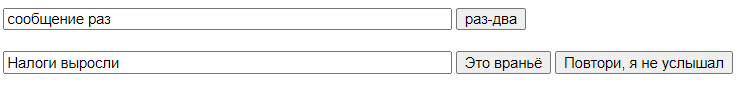 сообщение раз раз-два
Налоги выросли Это враньё Повтори, я не услышал